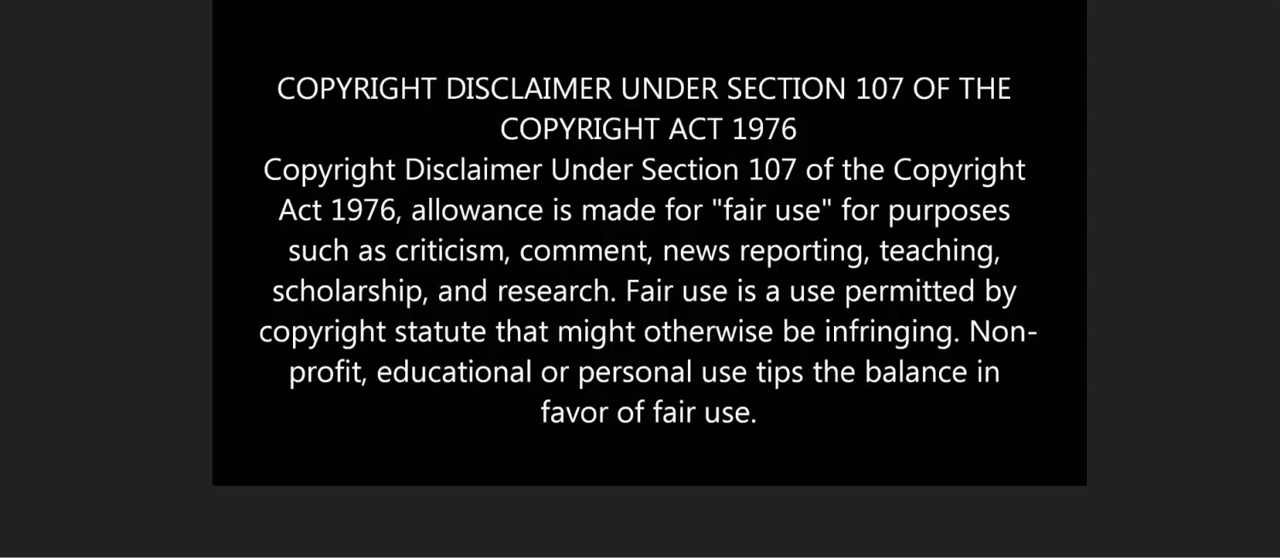 COPYRIGHT DISCLAIMER UNDER SECTION 107 OF THE
COPYRIGHT ACT 1976
Copyright Disclaimer Under Section 107 of the Copyright
Act 1976, allowance is made for "fair use" for purposes
such as criticism, comment, news reporting, teaching,
scholarship, and research. Fair use is a use permitted by
copyright statute that might otherwise be infringing. Non-
profit, educational or personal use tips the balance in
favor of fair use.